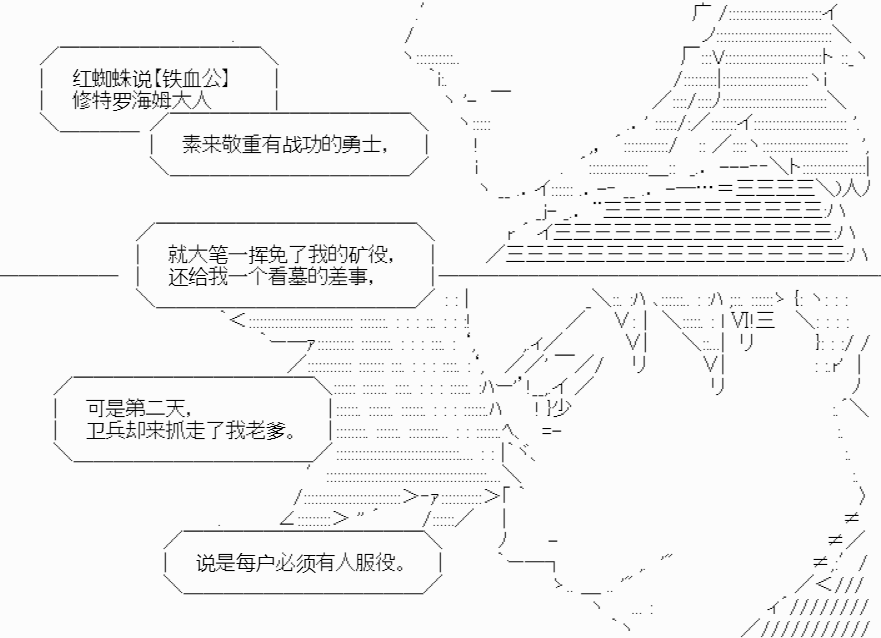 红蜘蛛说【铁血公】
修特罗海姆大人
素来敬重有战功的勇士，
就大笔一挥免了我的矿役，
还给我一个看墓的差事，
可是第二天，
卫兵却来抓走了我老爹。
说是每户必须有人服役。